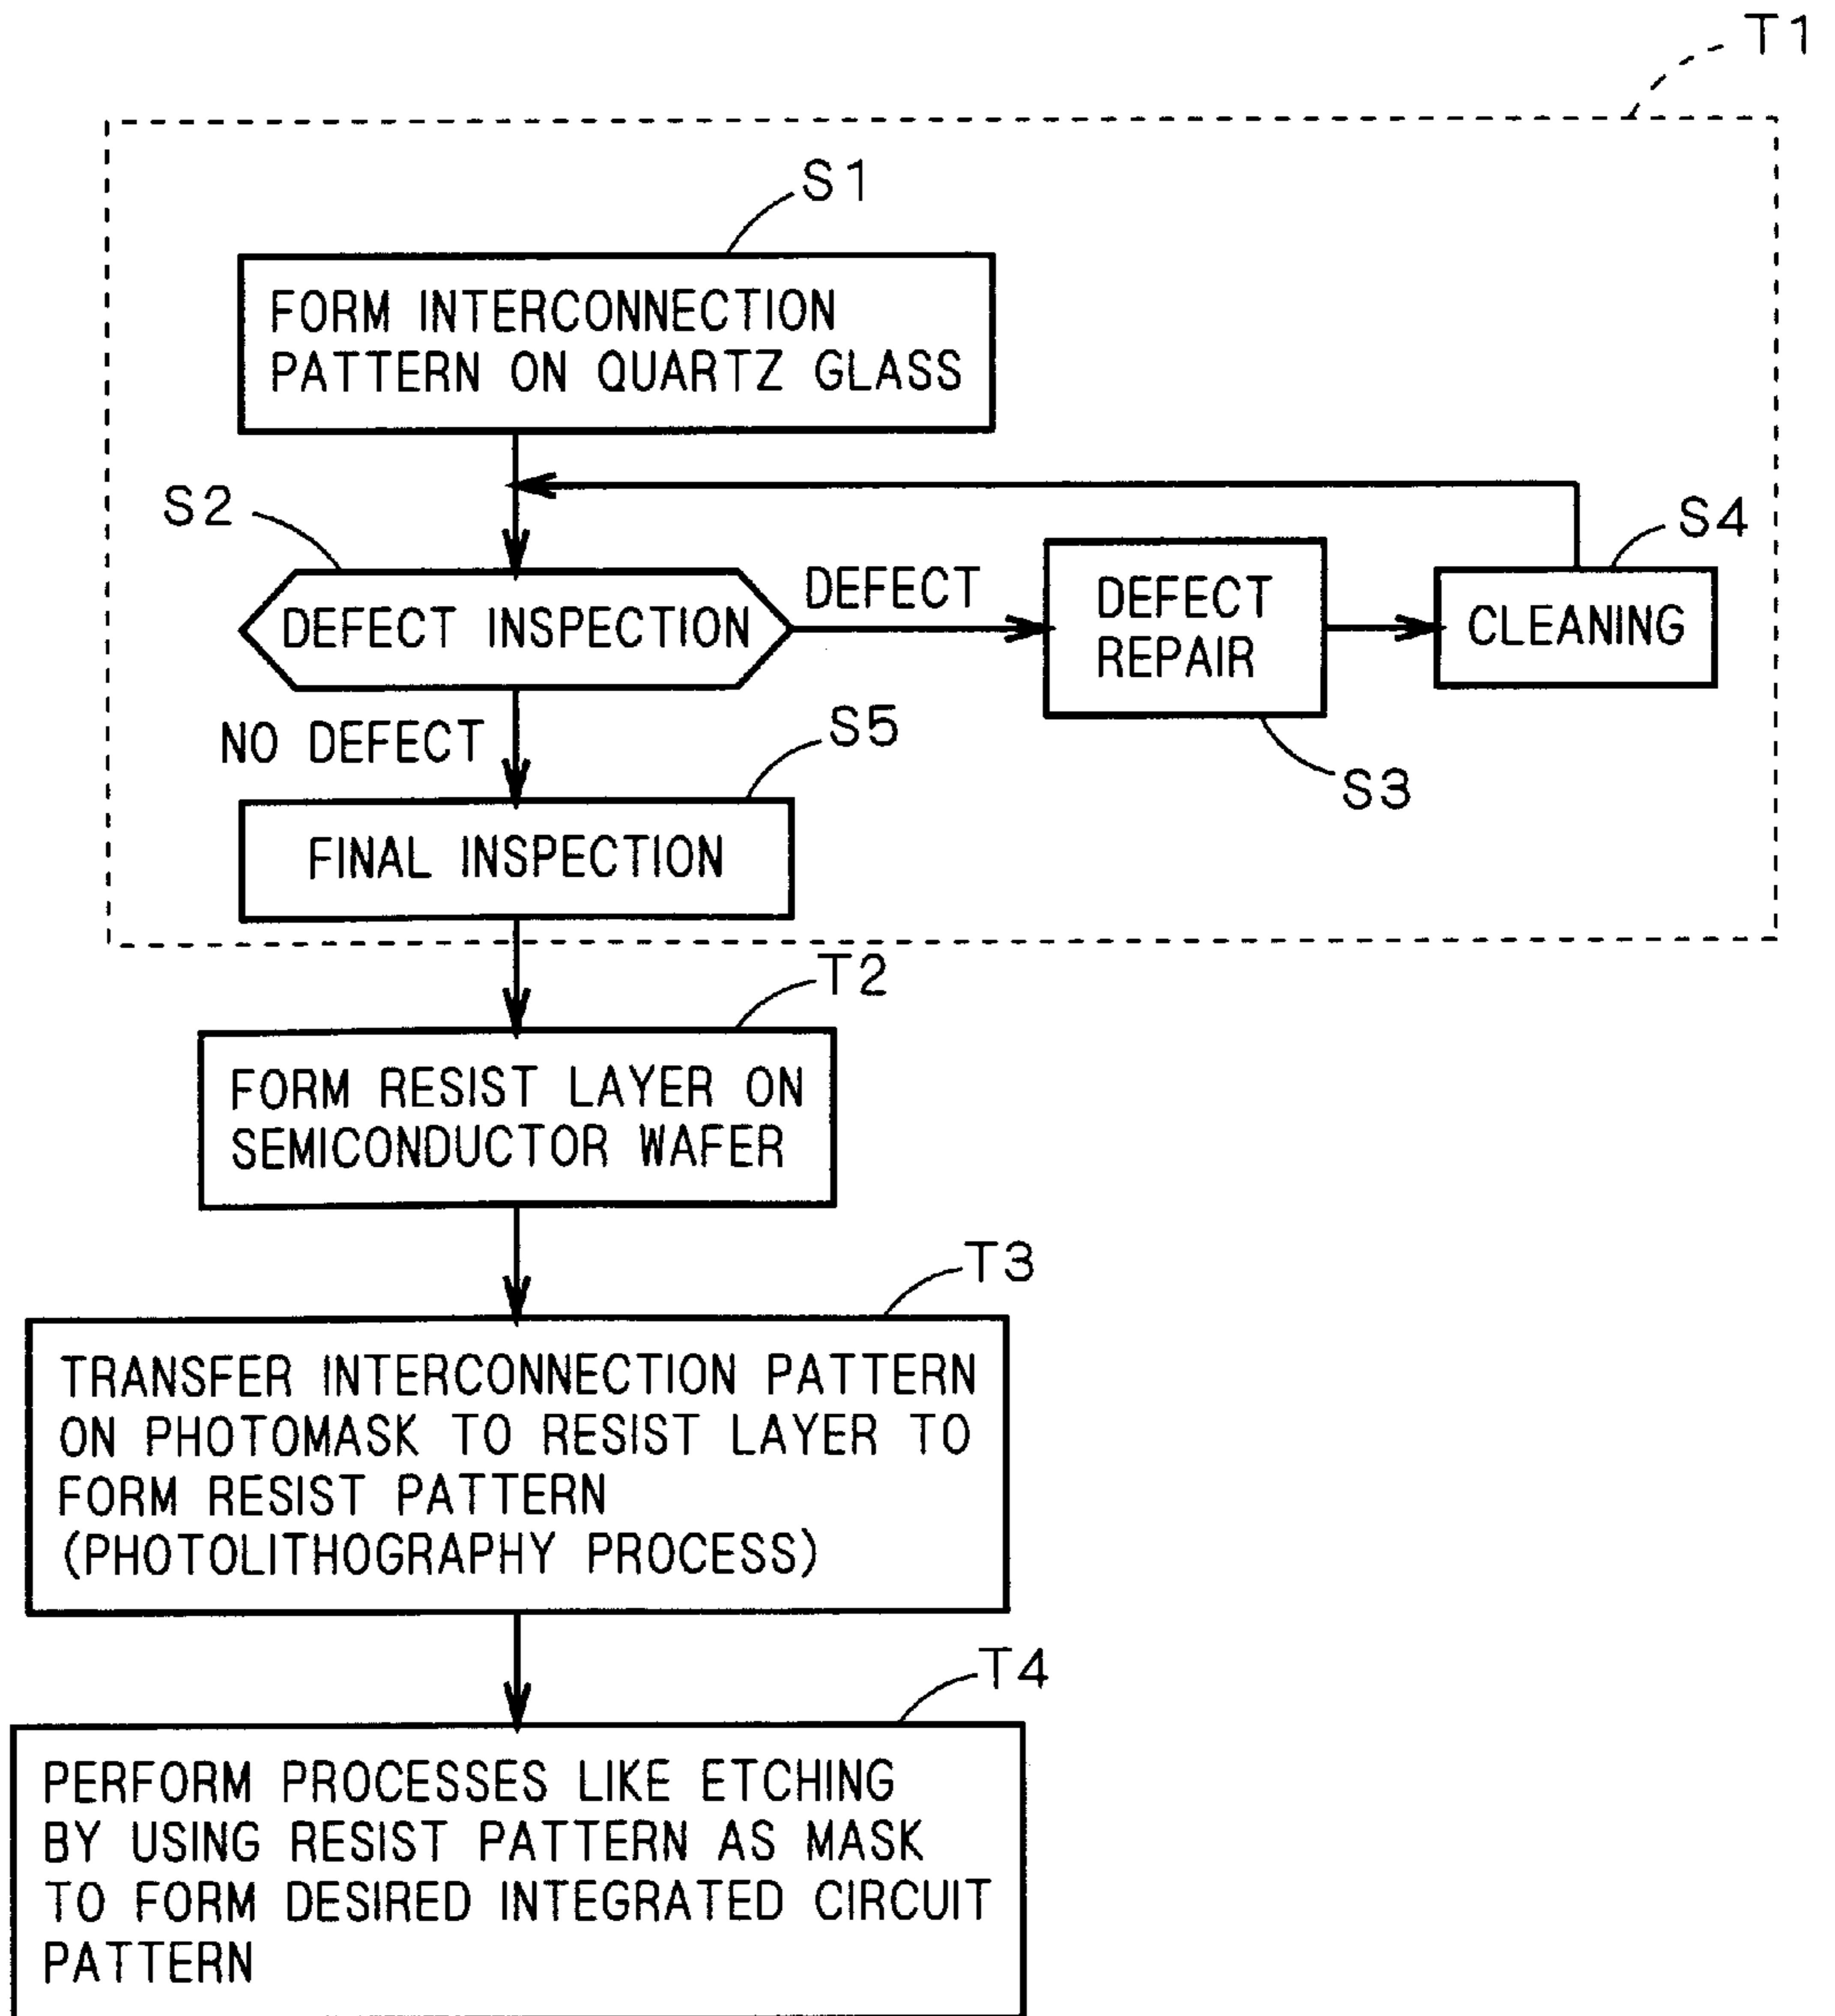 T1
S1
FORM INTERCONNECTION
PATTERN ON QUARTZ GLASS
S2
DEFECT INSPECTION
DEFECT
DEFECT
REPAIR
S3
S4
CLEANING
NO DEFECT
S5
FINAL INSPECTION
T2
FORM RESIST LAYER ON
SEMICONDUCTOR WAFER
T3
TRANSFER INTERCONNECTION PATTERN
ON PHOTOMASK TO RESIST LAYER TO
FORM RESIST PATTERN
(PHOTOLITHOGRAPHY PROCESS)
T4
PERFORM PROCESSES LIKE ETCHING
BY USING RESIST PATTERN AS MASK
TO FORM DESIRED INTEGRATED CIRCUIT
PATTERN